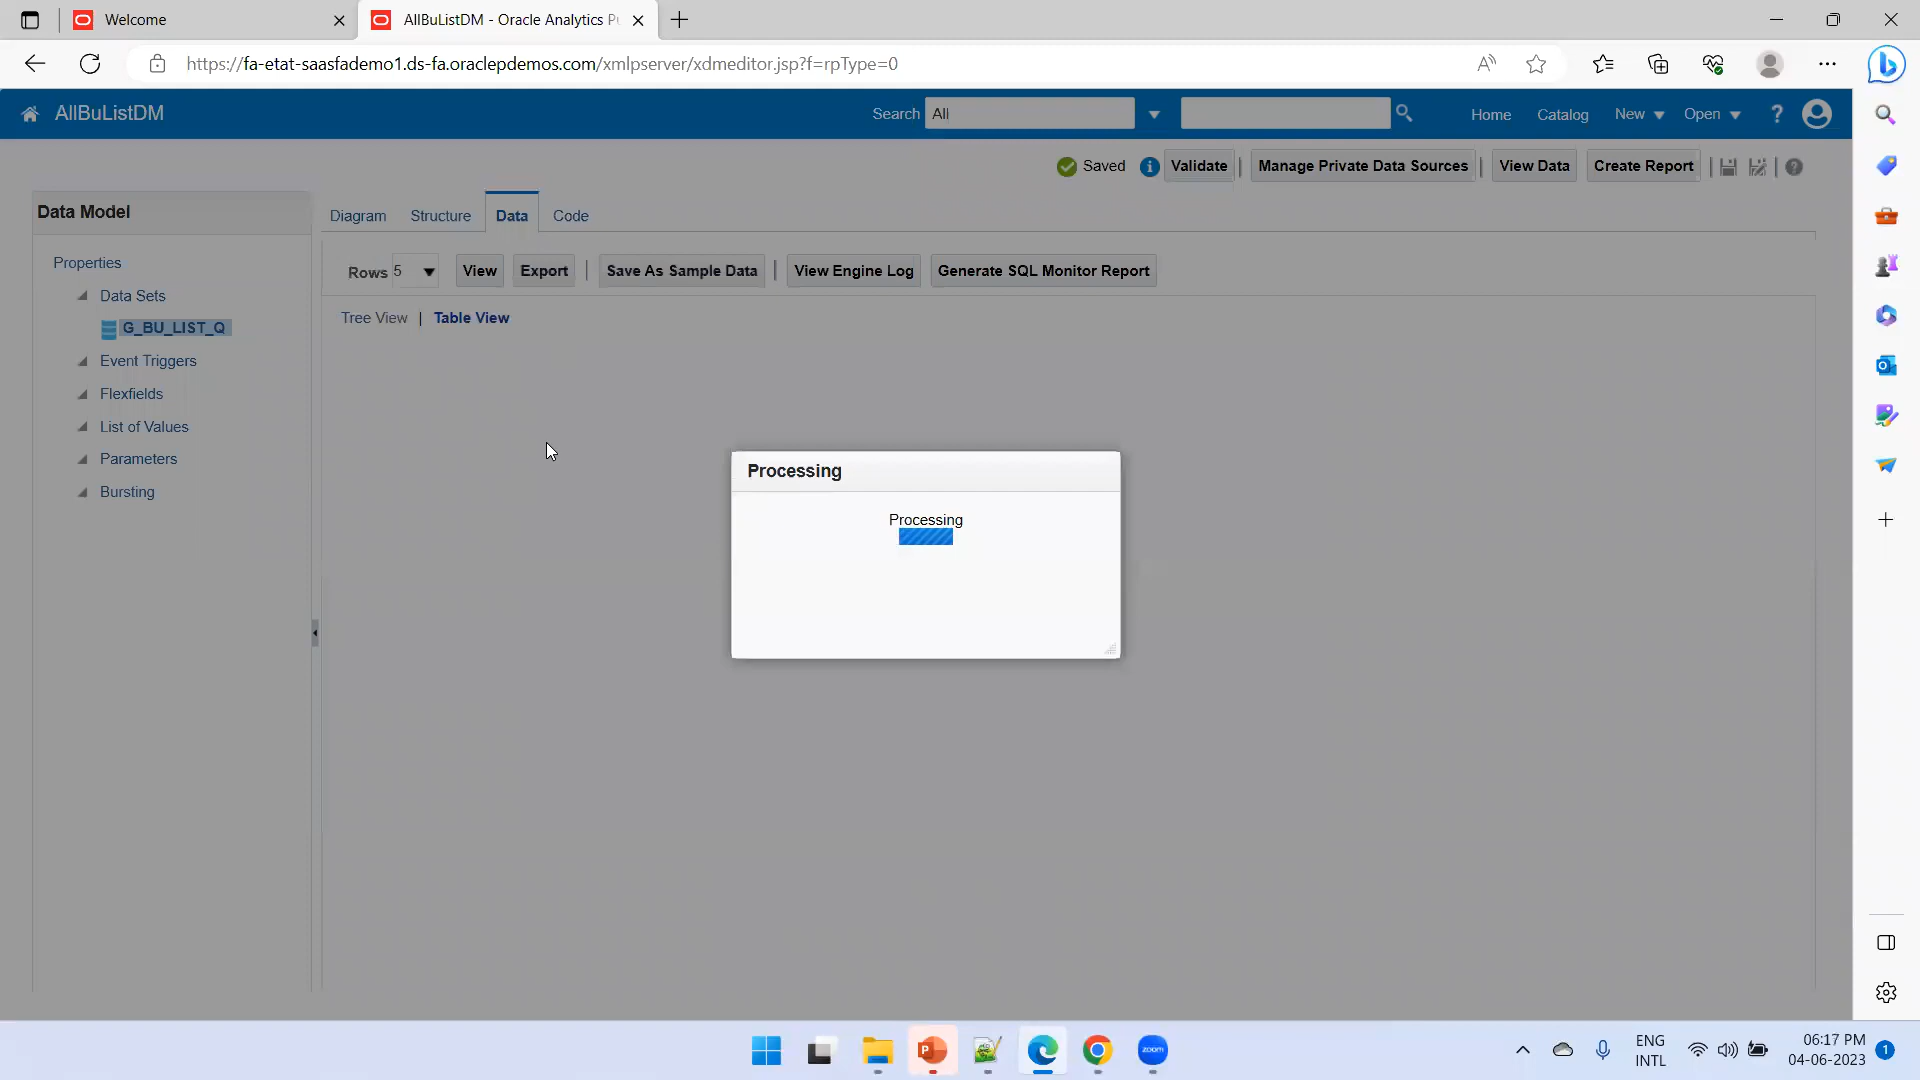 Welcome
AllBuListDM - Oracle Analytics P
https://fa-etat-saasfademo1.ds-fa.oraclepdemos.com/xmlpserver/xdmeditor.jsp?f=rpType=0
AllBuListDM
Search All
Home Catalog New Open ?
Saved Validate Manage Private Data Sources View Data Create Report
Data Model
Diagram Structure Data Code
Properties
Rows 5 View Export Save As Sample Data View Engine Log Generate SQL Monitor Report
Data Sets
Tree View | Table View
G_BU_LIST_Q
Event Triggers
Flexfields
List of Values
Parameters
Bursting
Processing
Processing
zoom
ENG
INTL
06:17 PM
04-06-2023
1